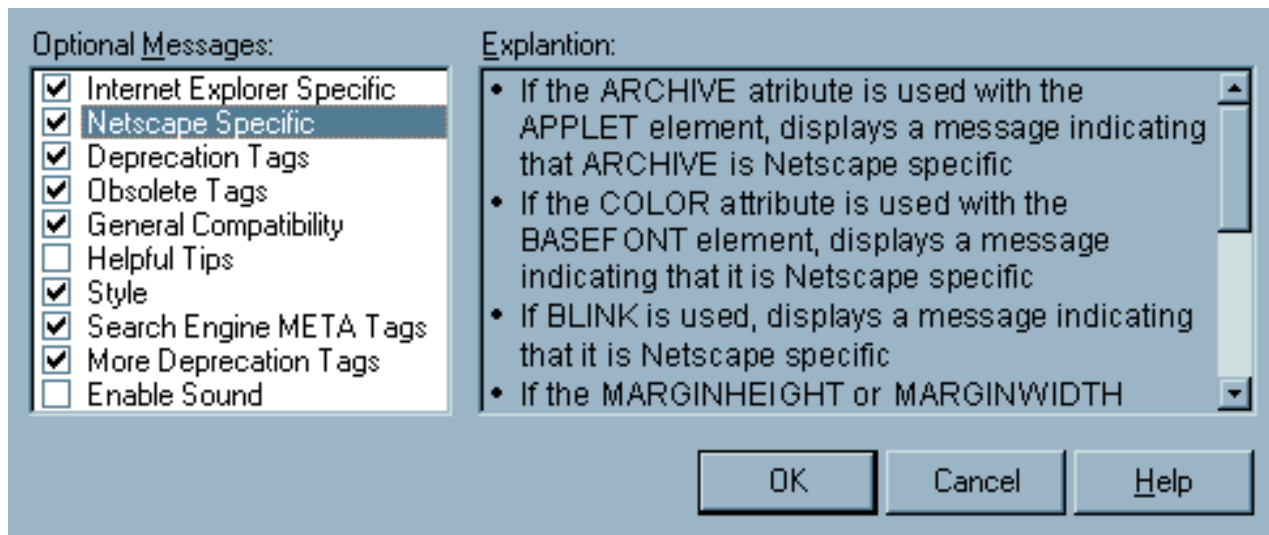 Optional Messages:
Internet Explorer Specific
Netscape Specific
Deprecation Tags
Obsolete Tags
General Compatibility
Helpful Tips
Style
Search Engine META Tags
More Deprecation Tags
Enable Sound
Explantion:
• If the ARCHIVE atribute is used with the
APPLET element, displays a message indicating
that ARCHIVE is Netscape specific
• If the COLOR attribute is used with the
BASEFONT element, displays a message
indicating that it is Netscape specific
• If BLINK is used, displays a message indicating
that it is Netscape specific
• If the MARGINHEIGHT or MARGINWIDTH
OK
Cancel
Help